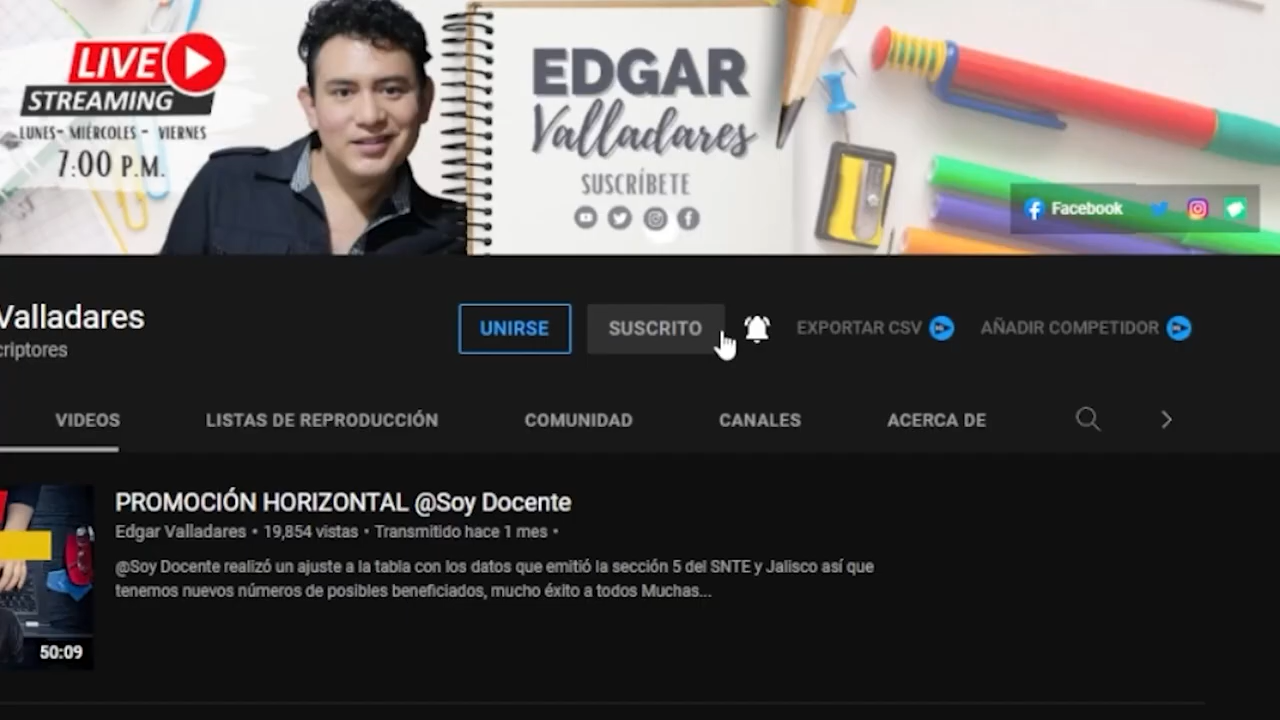 LIVE
STREAMING
LUNES- MIÉRCOLES - VIERNES
7:00 P.M.
EDGAR
Valladares
SUSCRÍBETE
Facebook
Valladares
criptores
UNIRSE
SUSCRITO
EXPORTAR CSV
AÑADIR COMPETIDOR
VIDEOS
LISTAS DE REPRODUCCIÓN
COMUNIDAD
CANALES
ACERCA DE
PROMOCIÓN HORIZONTAL @Soy Docente
Edgar Valladares • 19,854 vistas • Transmitido hace 1 mes •
@Soy Docente realizó un ajuste a la tabla con los datos que emitió la sección 5 del SNTE y Jalisco así que
tenemos nuevos números de posibles beneficiados, mucho éxito a todos Muchas...
50:09